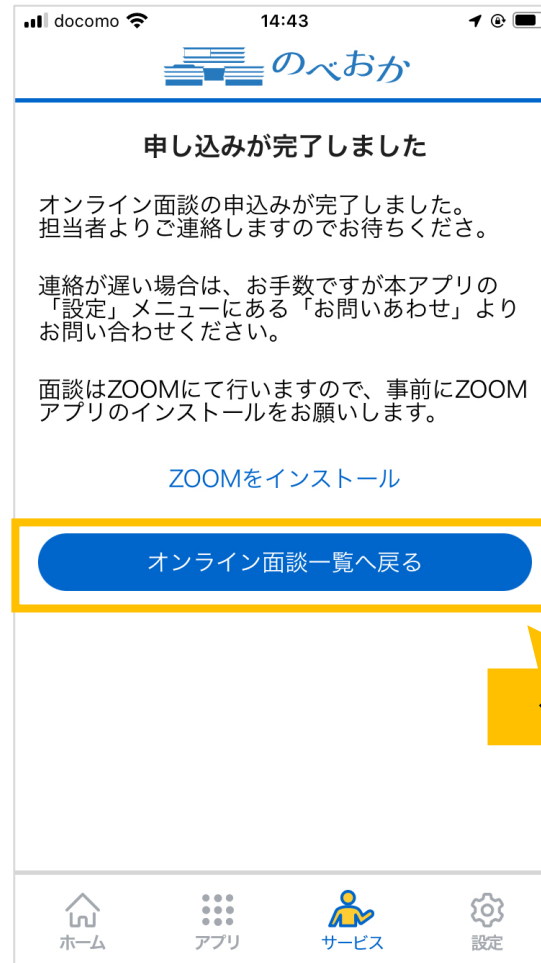 docomo 14:43
のべおか
申し込みが完了しました
オンライン面談の申込みが完了しました。
担当者よりご連絡しますのでお待ちくださ。
連絡が遅い場合は、お手数ですが本アプリの
「設定」メニューにある「お問いあわせ」より
お問い合わせください。
面談はZOOMにて行いますので、事前にZOOM
アプリのインストールをお願いします。
ZOOMをインストール
オンライン面談一覧へ戻る
ホーム アプリ サービス 設定